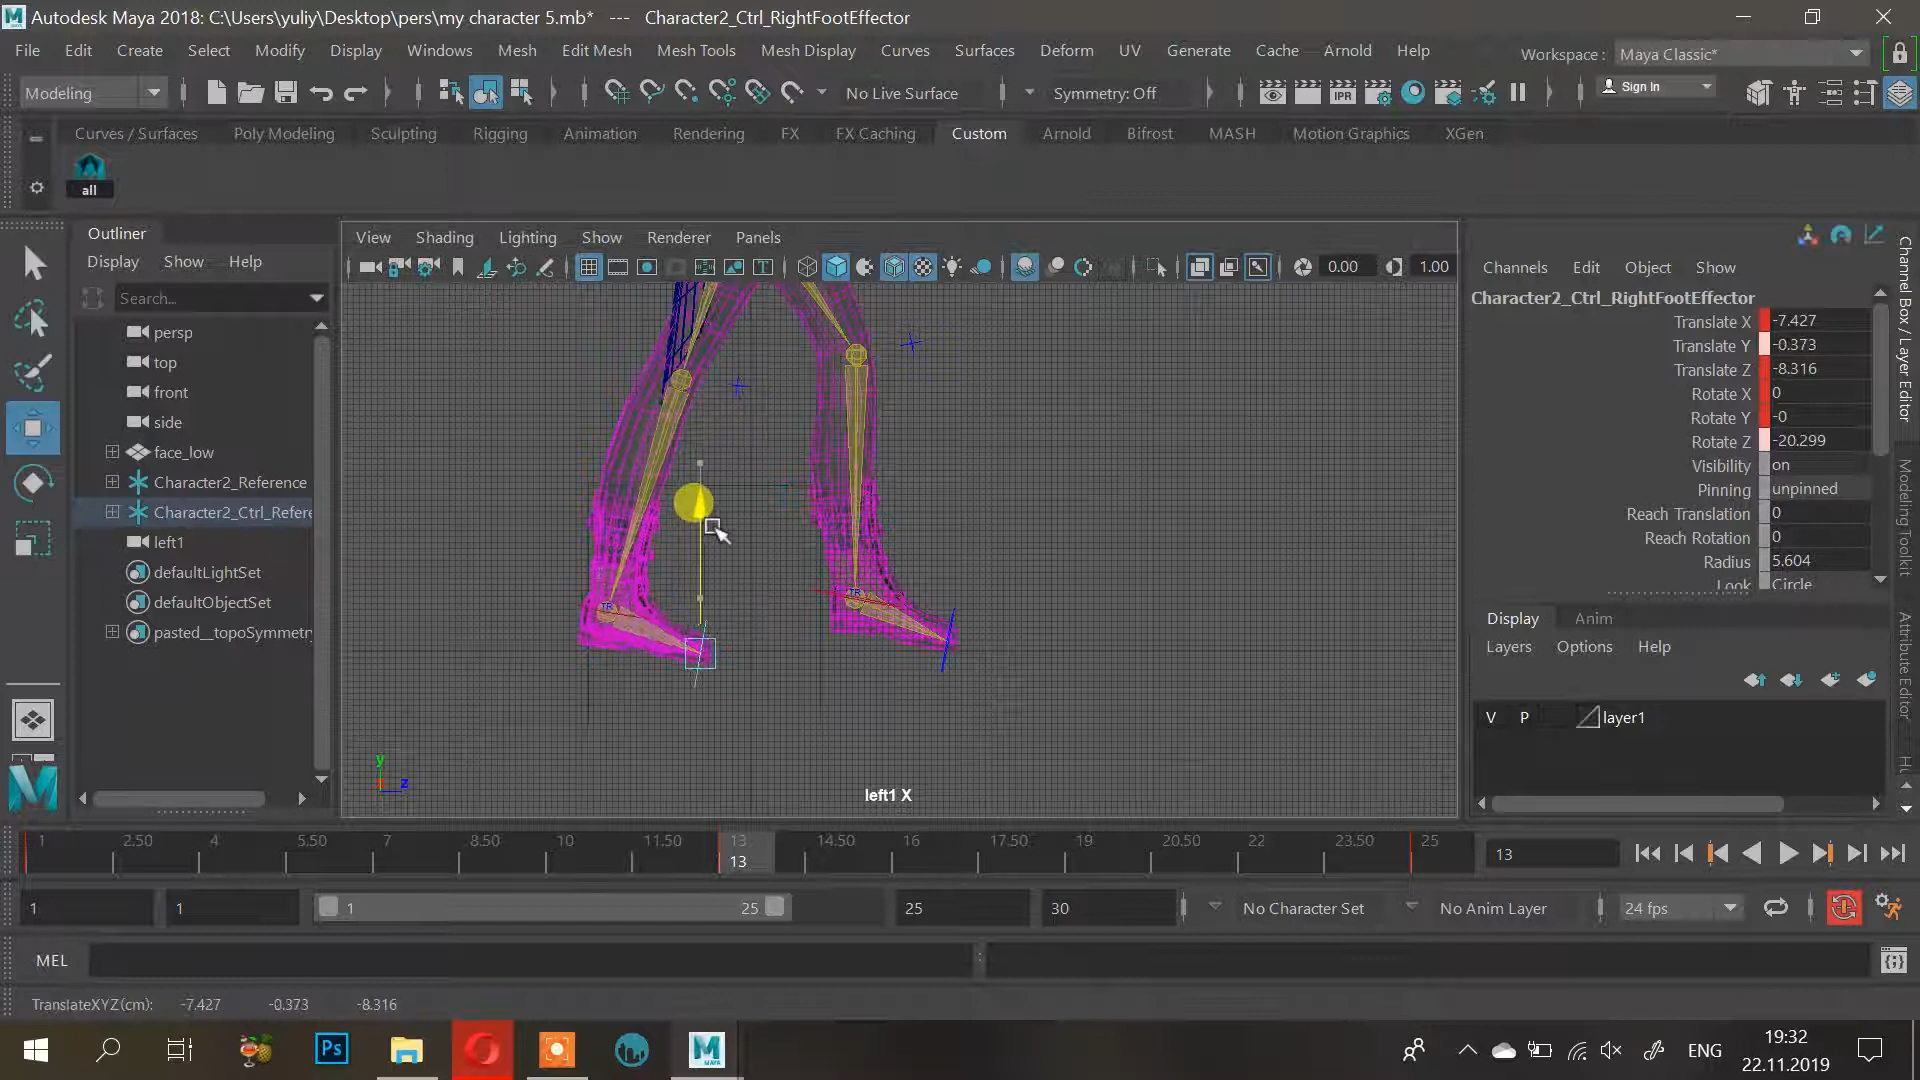 Autodesk Maya 2018: C:\Users\yuliy\Desktop\pers\my character 5.mb*   ---   Character2_Ctrl_RightFootEffector
File Edit Create Select Modify Display Windows Mesh Edit Mesh Mesh Tools Mesh Display Curves Surfaces Deform UV Generate Cache Arnold Help Workspace : Maya Classic*
Modeling No Live Surface Symmetry: Off IPR Sign In
Curves / Surfaces Poly Modeling Sculpting Rigging Animation Rendering FX FX Caching Custom Arnold Bifrost MASH Motion Graphics XGen
all
Outliner
Display Show Help
Search...
persp
top
front
side
face_low
Character2_Reference
Character2_Ctrl_Refere
left1
defaultLightSet
defaultObjectSet
pasted__topoSymmetry
View Shading Lighting Show Renderer Panels
0.00 1.00
TR
TR
y
z
left1 X
Channels Edit Object Show
Character2_Ctrl_RightFootEffector
Translate X -7.427
Translate Y -0.373
Translate Z -8.316
Rotate X 0
Rotate Y -0
Rotate Z -20.299
Visibility on
Pinning unpinned
Reach Translation 0
Reach Rotation 0
Radius 5.604
Look Circle
Display Anim
Layers Options Help
V P layer1
Channel Box / Layer Editor
Modeling Toolkit
Attribute Editor
1 2.50 4 5.50 7 8.50 10 11.50 13 14.50 16 17.50 19 20.50 22 23.50 25
13
13
1 1 1 25 25 30 No Character Set No Anim Layer 24 fps
MEL
TranslateXYZ(cm): -7.427 -0.373 -8.316
Ps
MAYA
ENG
19:32
22.11.2019